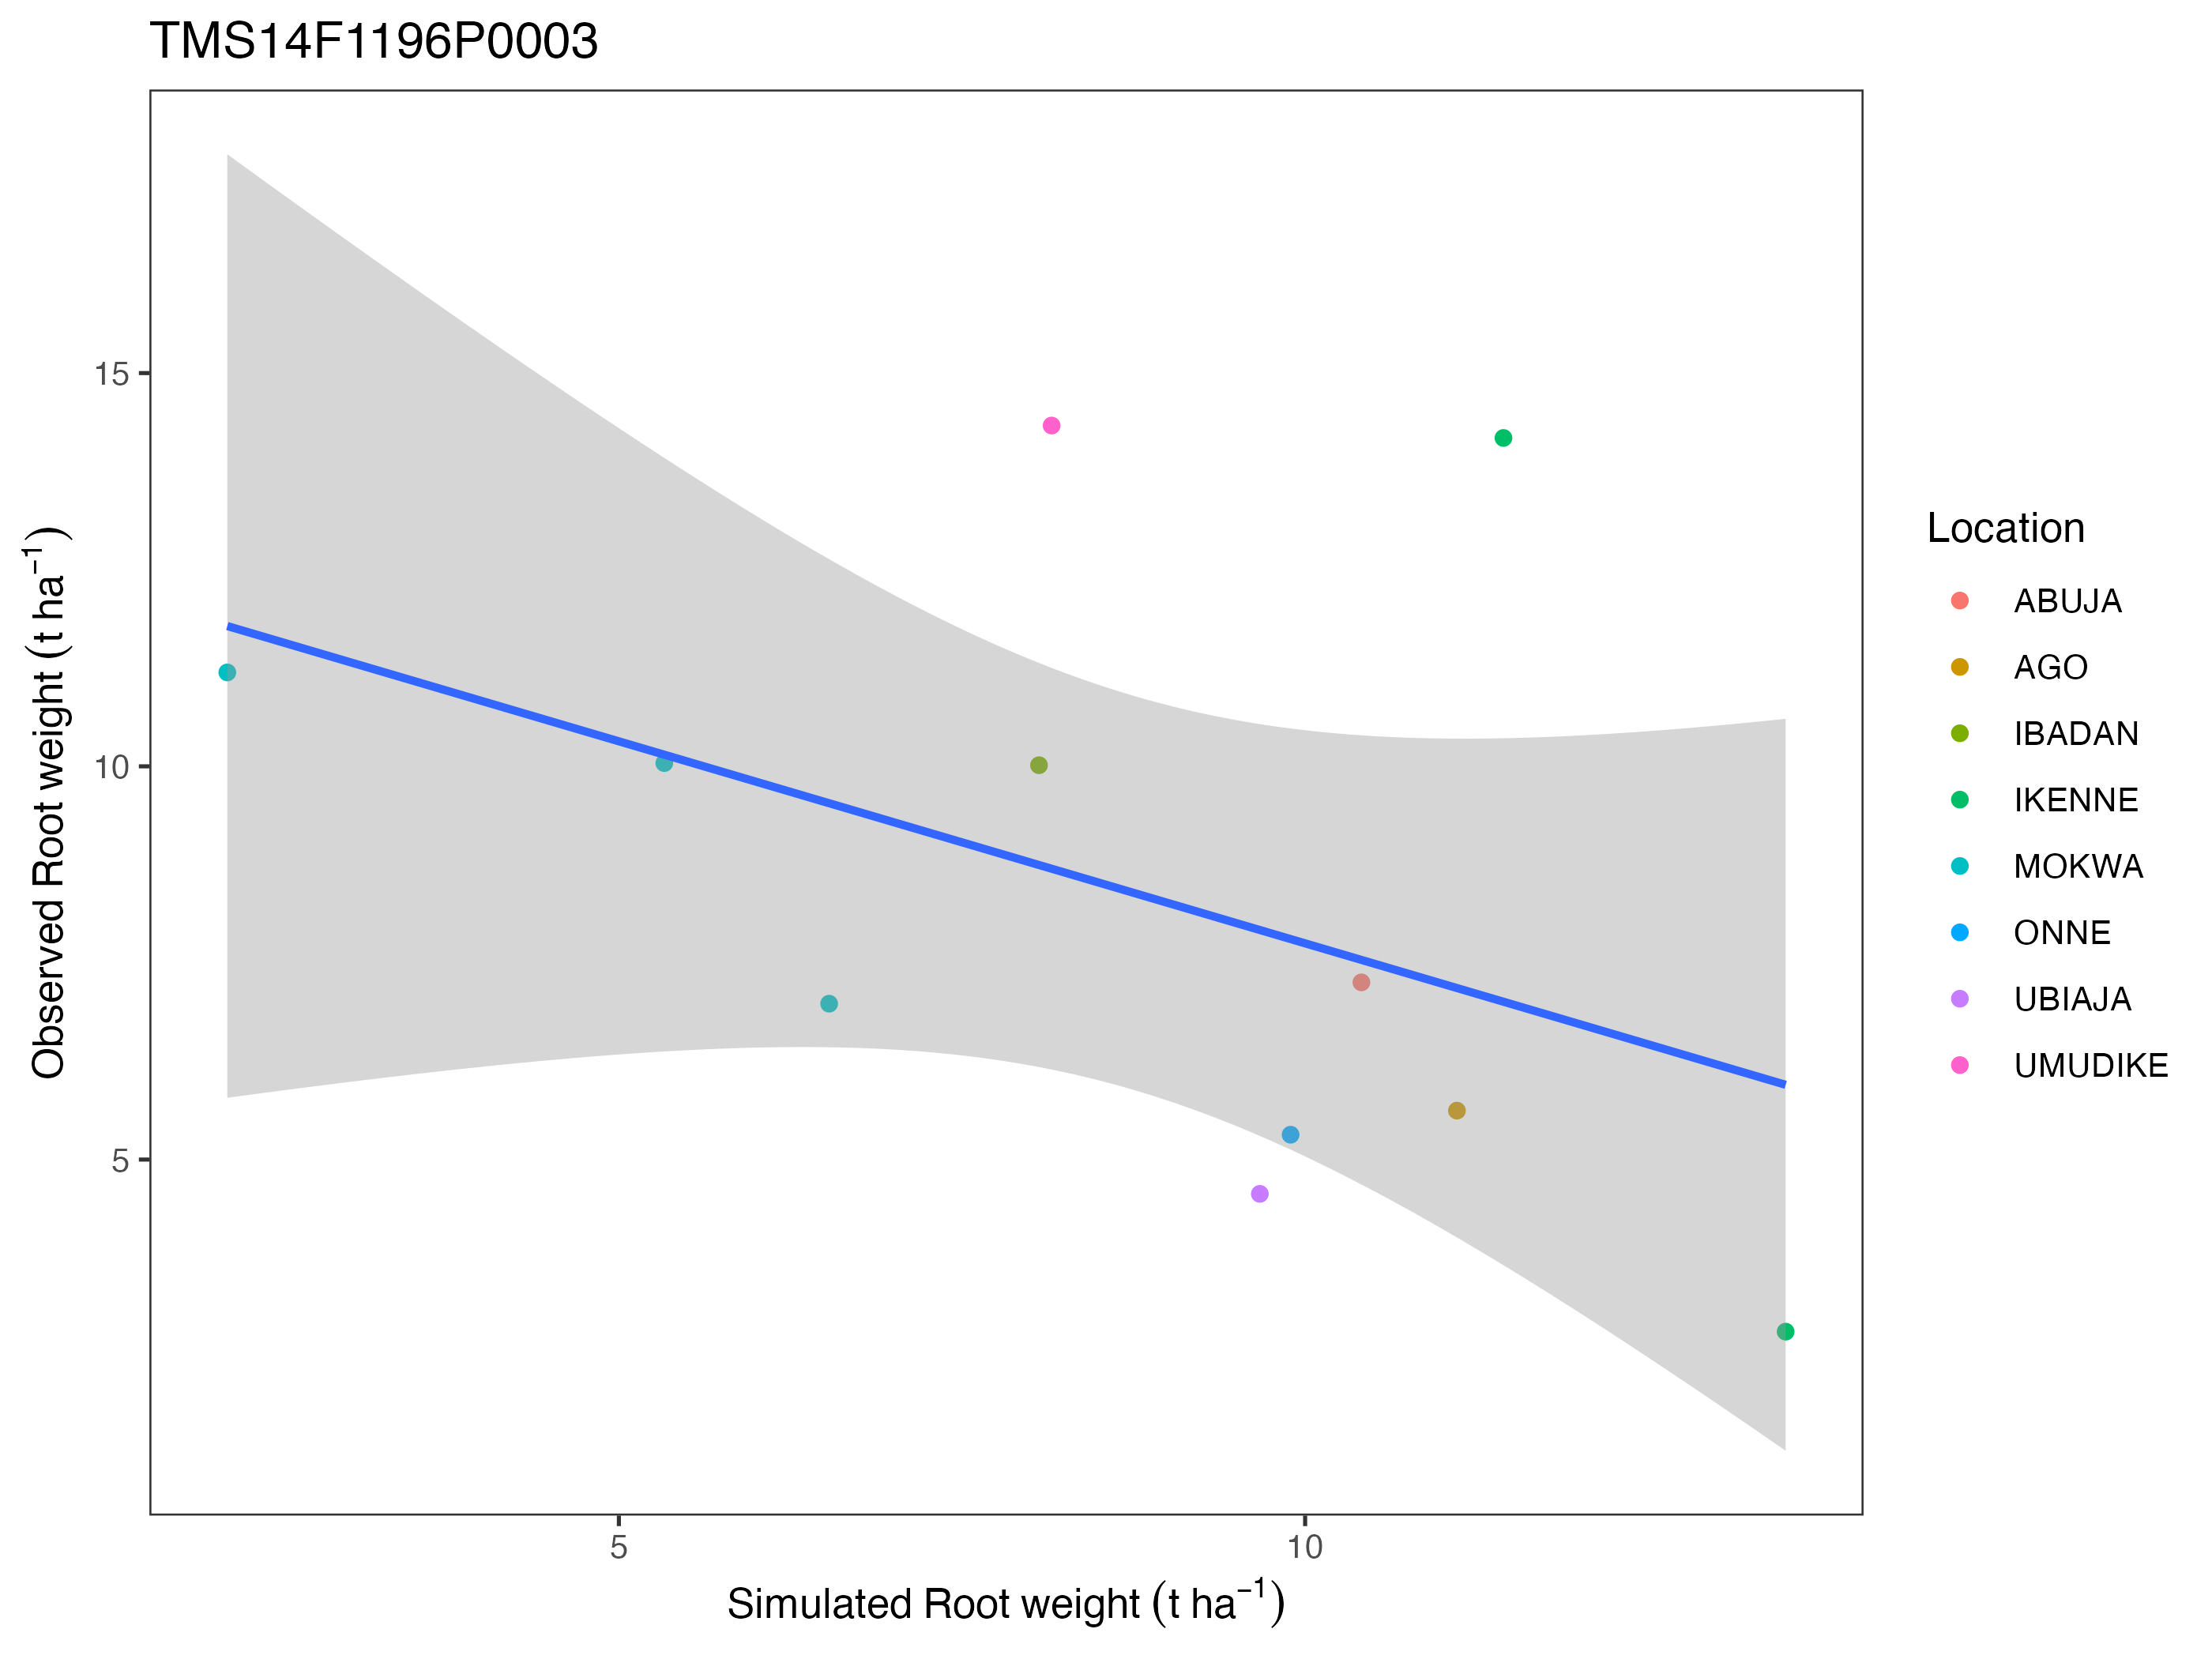 TMS14F1196P0003
Observed Root weight (t ha⁻¹)
15
10
5
5
10
Simulated Root weight (t ha⁻¹)
Location
ABUJA
AGO
IBADAN
IKENNE
MOKWA
ONNE
UBIAJA
UMUDIKE